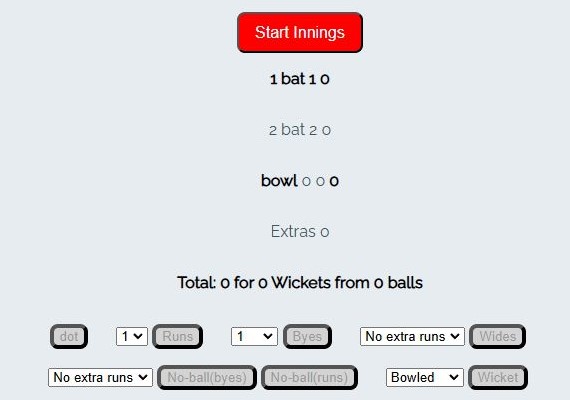 Start Innings
1 bat 1 0
2 bat 2 0
bowl 0 0 0
Extras 0
Total: 0 for 0 Wickets from 0 balls
dot 1 Runs 1 Byes No extra runs Wides
No extra runs No-ball(byes) No-ball(runs) Bowled Wicket